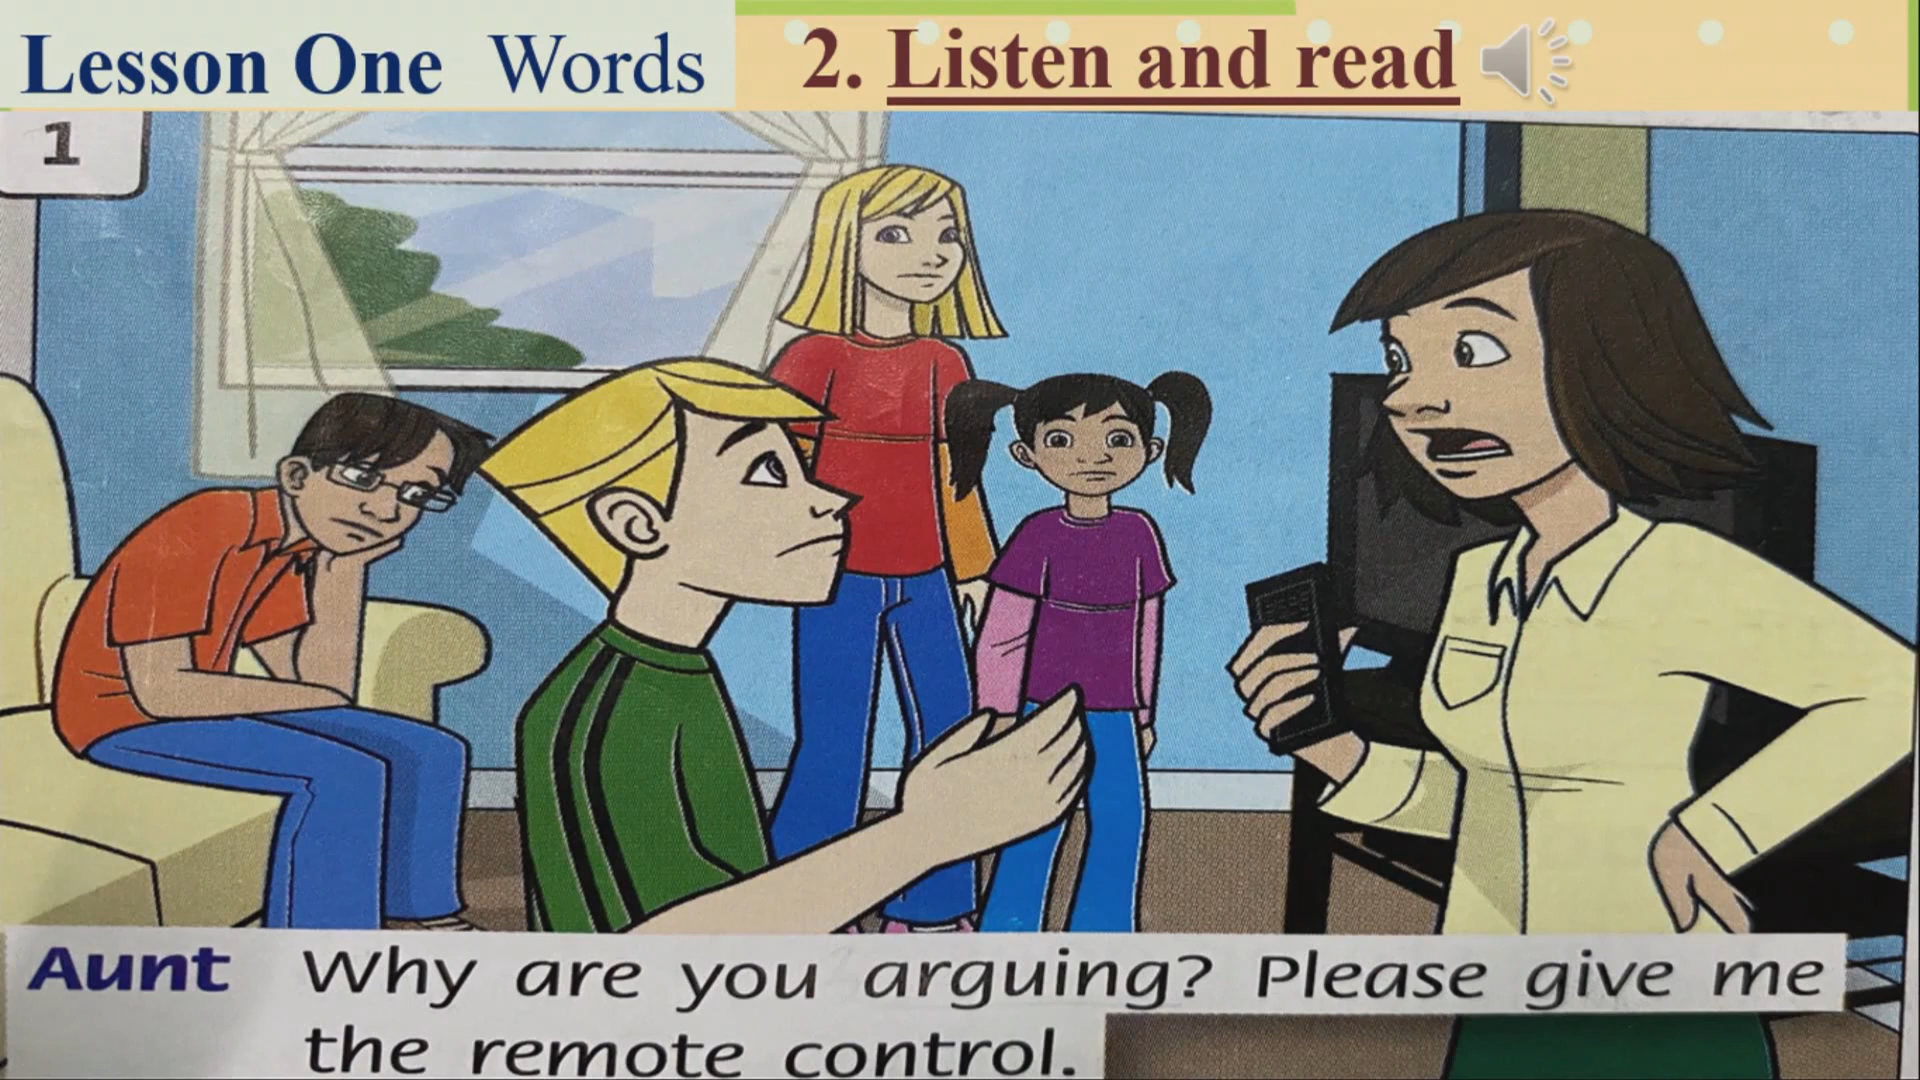 Lesson One Words
2. Listen and read
1
Aunt Why are you arguing? Please give me
the remote control.